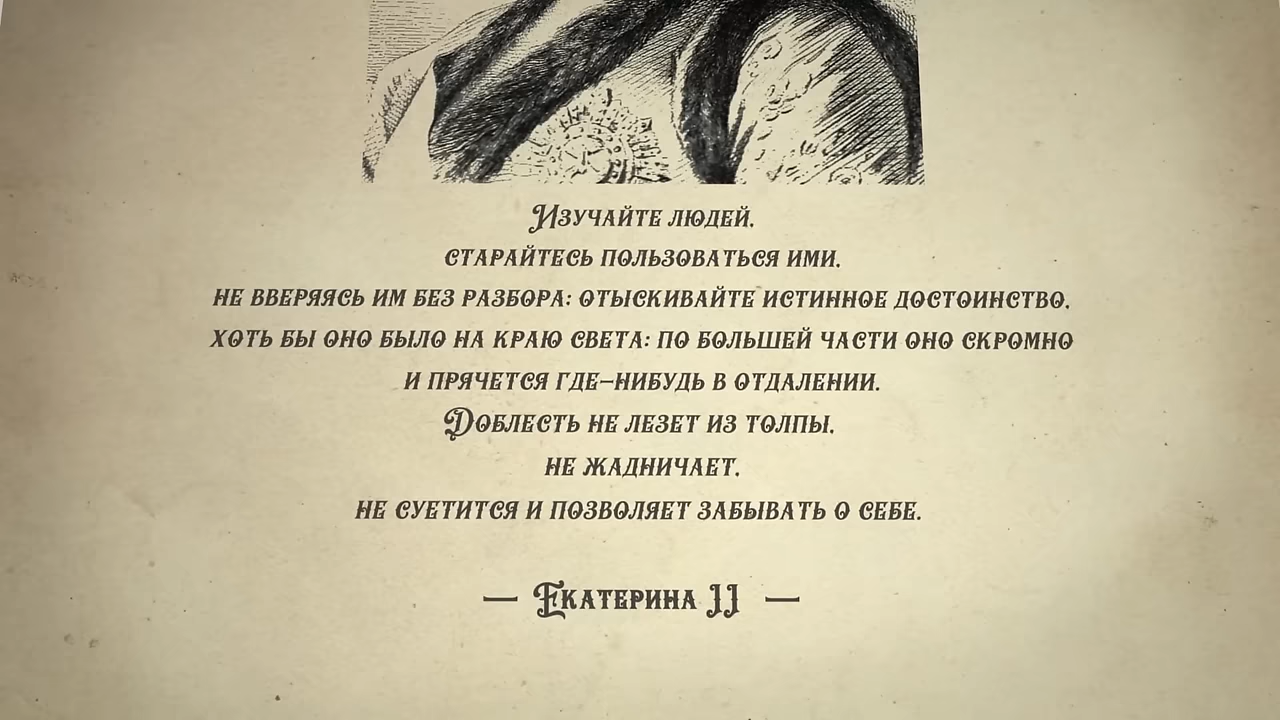 Изучайте людей,
старайтесь пользоваться ими,
не вверяясь им без разбора: отыскивайте истинное достоинство,
хоть бы оно было на краю света: по большей части оно скромно
и прячется где-нибудь в отдалении.
Доблесть не лезет из толпы,
не жадничает,
не суетится и позволяет забывать о себе.
— Екатерина II —